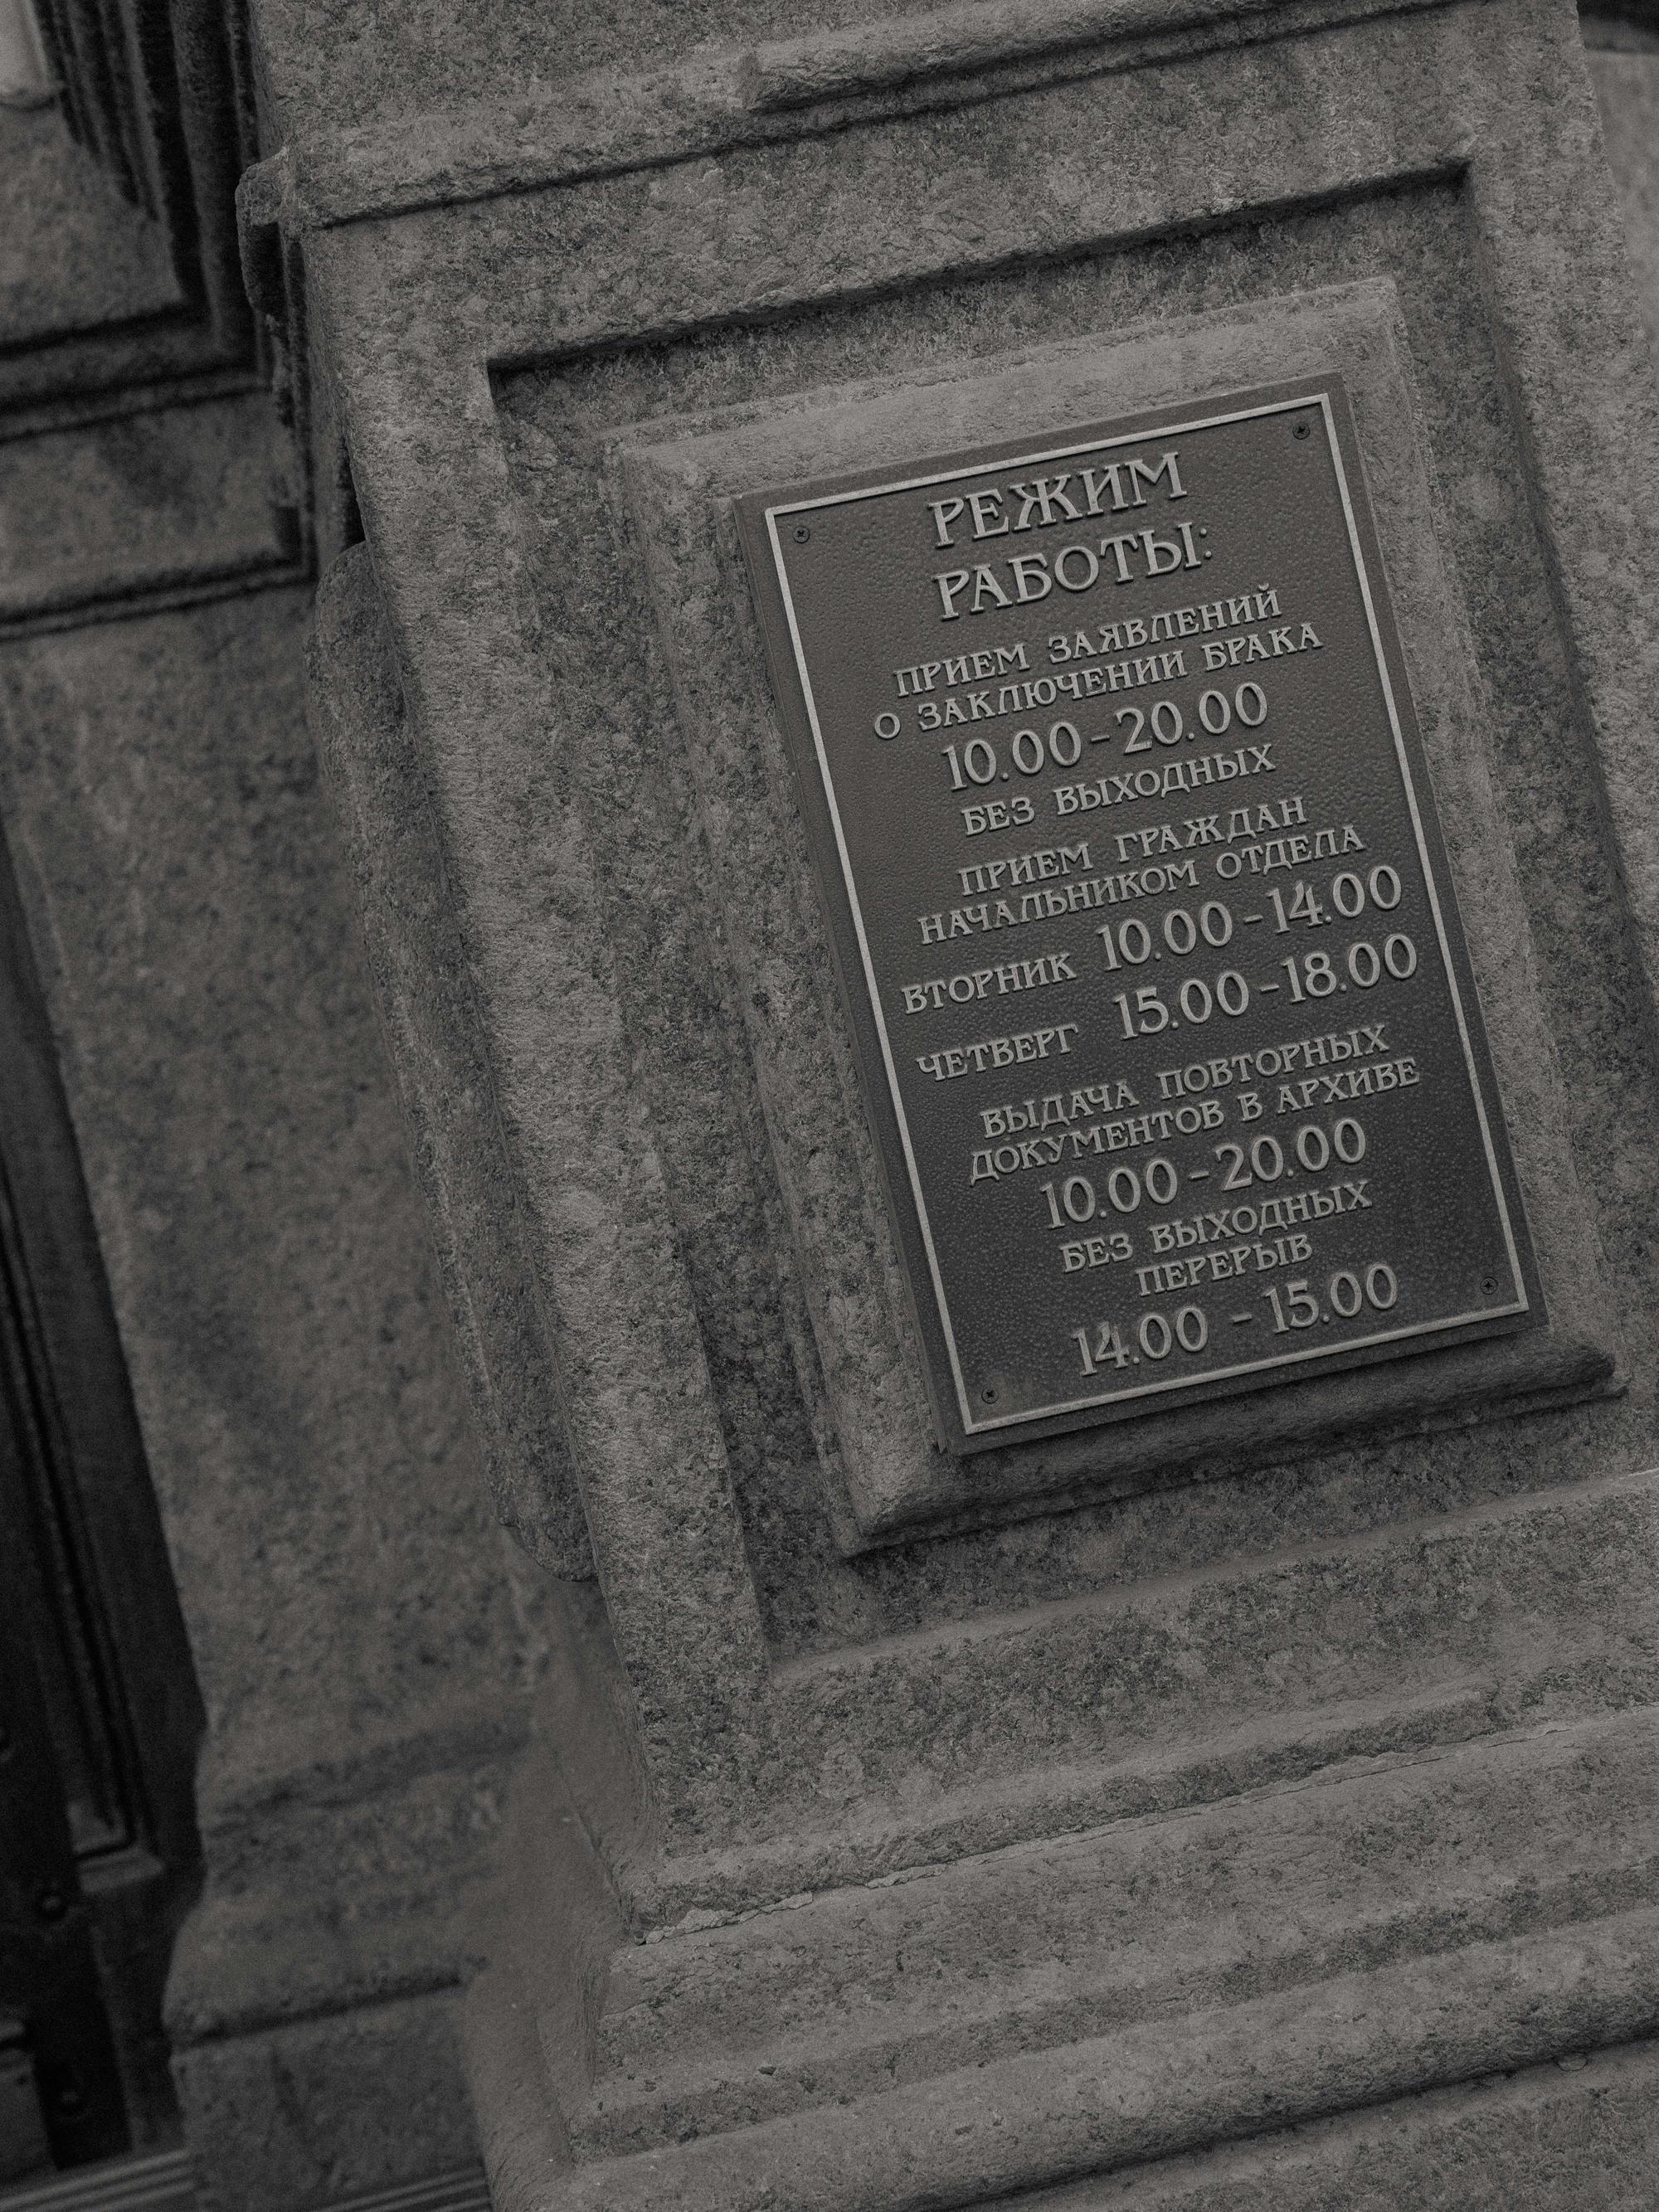 РЕЖИМ
РАБОТЫ:
ПРИЕМ ЗАЯВЛЕНИЙ
О ЗАКЛЮЧЕНИИ БРАКА
10.00-20.00
БЕЗ ВЫХОДНЫХ
ПРИЕМ ГРАЖДАН
НАЧАЛЬНИКОМ ОТДЕЛА
ВТОРНИК 10.00-14.00
ЧЕТВЕРГ 15.00-18.00
ВЫДАЧА ПОВТОРНЫХ
ДОКУМЕНТОВ В АРХИВЕ
10.00-20.00
БЕЗ ВЫХОДНЫХ
ПЕРЕРЫВ
14.00 - 15.00